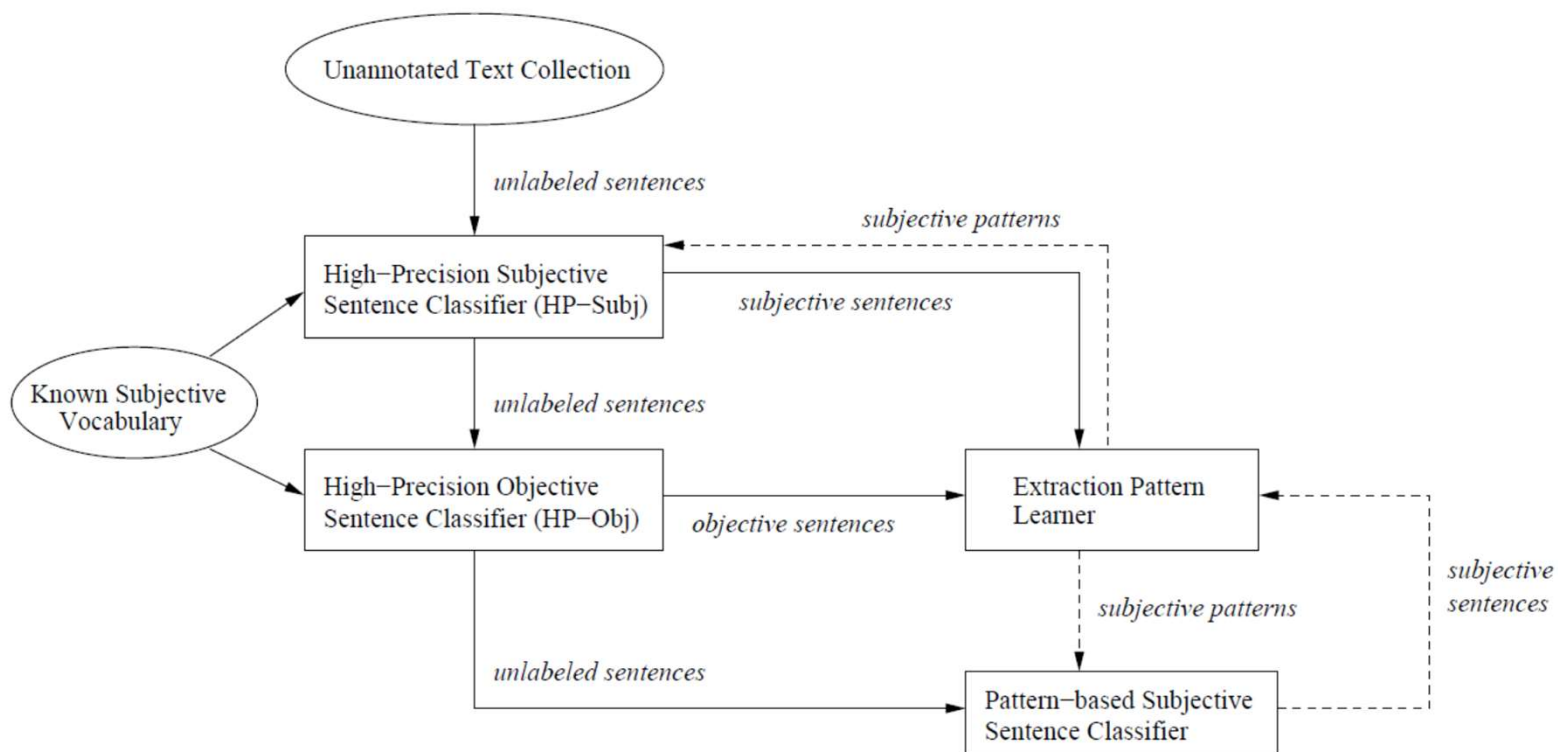 Unannotated Text Collection
unlabeled sentences
subjective patterns
High−Precision Subjective
Sentence Classifier (HP−Subj)
subjective sentences
Known Subjective
Vocabulary
unlabeled sentences
High−Precision Objective
Sentence Classifier (HP−Obj)
objective sentences
Extraction Pattern
Learner
subjective
sentences
subjective patterns
unlabeled sentences
Pattern−based Subjective
Sentence Classifier